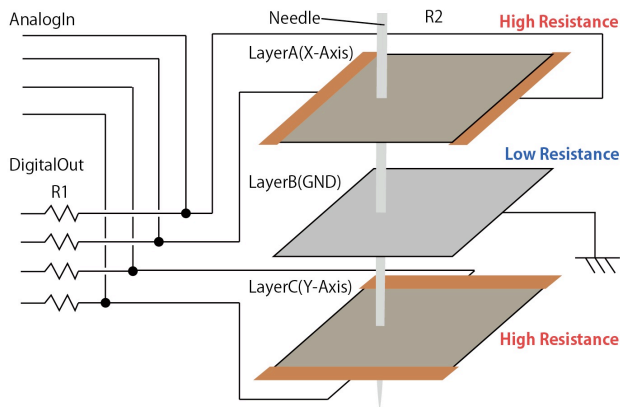 AnalogIn
Needle
R2
High Resistance
LayerA(X-Axis)
DigitalOut
R1
Low Resistance
LayerB(GND)
LayerC(Y-Axis)
High Resistance